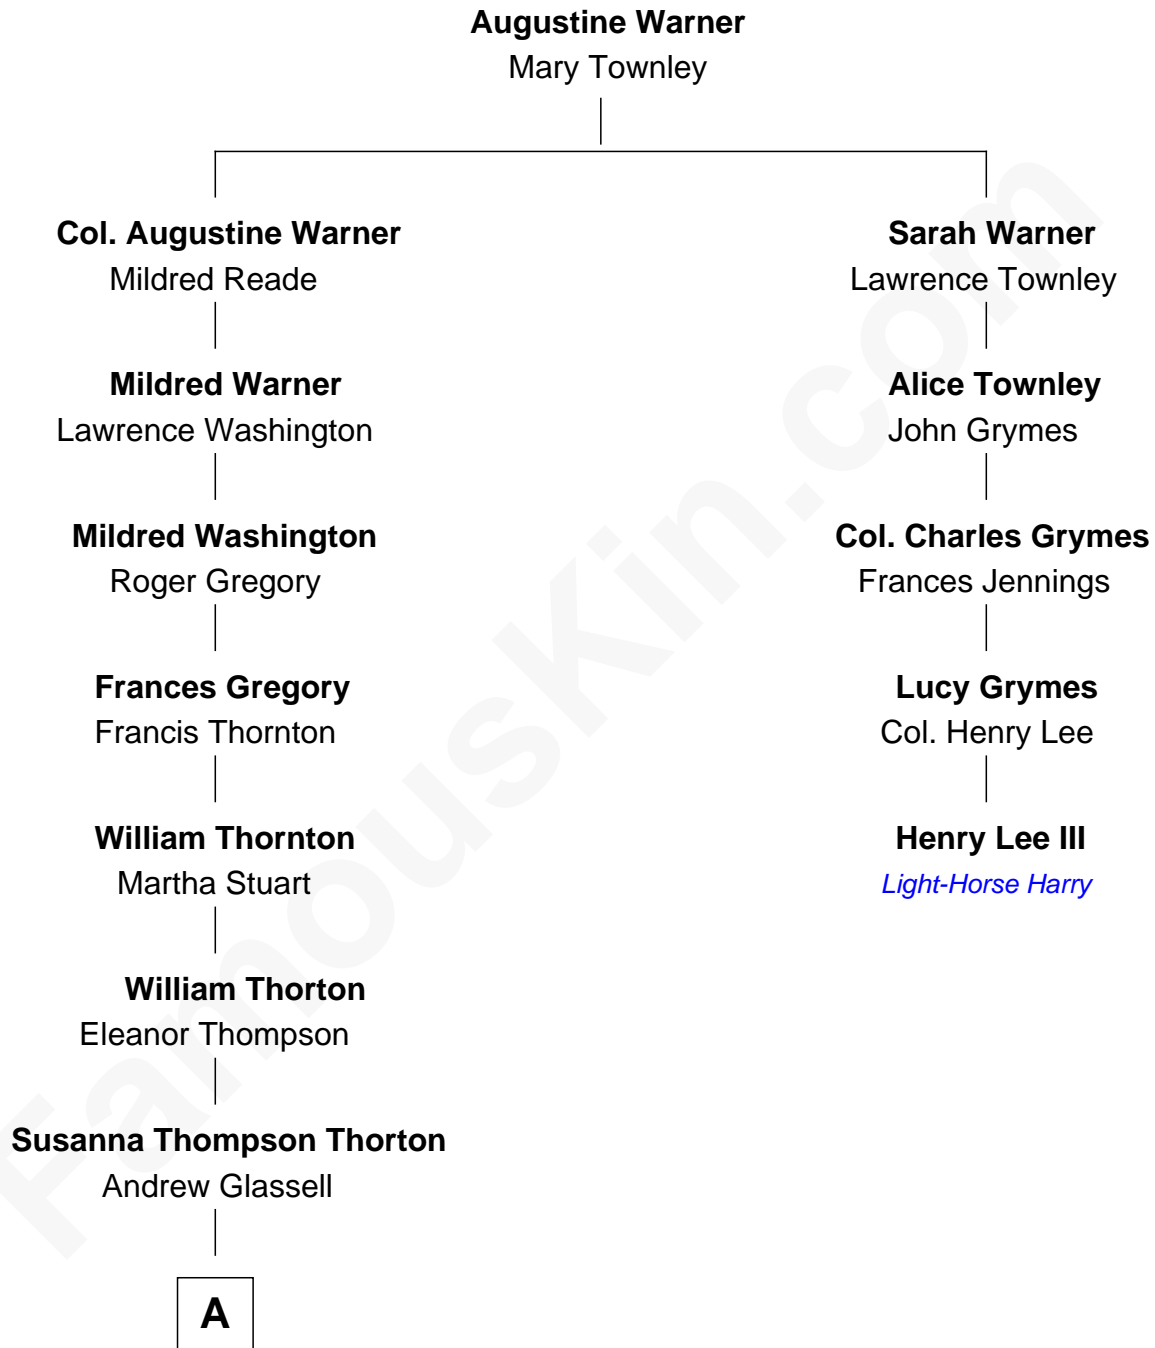 Augustine Warner
Mary Townley
Col. Augustine Warner
Mildred Reade
Sarah Warner
Lawrence Townley
Mildred Warner
Lawrence Washington
Alice Townley
John Grymes
Mildred Washington
Roger Gregory
Col. Charles Grymes
Frances Jennings
Frances Gregory
Francis Thornton
Lucy Grymes
Col. Henry Lee
William Thornton
Martha Stuart
Henry Lee III
Light-Horse Harry
William Thorton
Eleanor Thompson
Susanna Thompson Thorton
Andrew Glassell
A
FamousKin.com